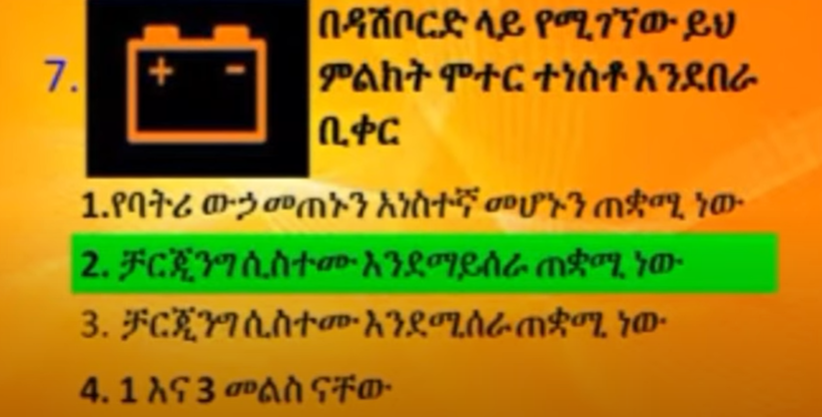 7.
በዳሽቦርድ ላይ የሚገኘው ይህ
ምልክት ሞተር ተነስቶ እንደበራ
ቢቀር
+ -
1.የባትሪ ውኃ መጠኑን አነስተኛ መሆኑን ጠቋሚ ነው
2. ቻርጂንግ ሲስተሙ እንደማይሰራ ጠቋሚ ነው
3. ቻርጂንግ ሲስተሙ እንደሚሰራ ጠቋሚ ነው
4. 1 እና 3 መልስ ናቸው